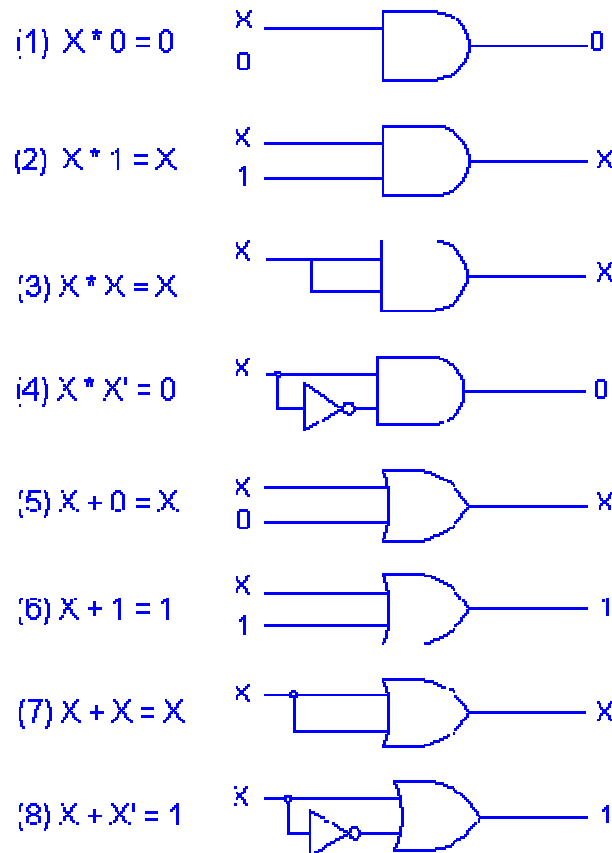 (1) X * 0 = 0 X 0 0
(2) X * 1 = X X 1 X
(3) X * X = X X X
(4) X * X' = 0 X 0
(5) X + 0 = X X 0 X
(6) X + 1 = 1 X 1 1
(7) X + X = X X X
(8) X + X' = 1 X 1